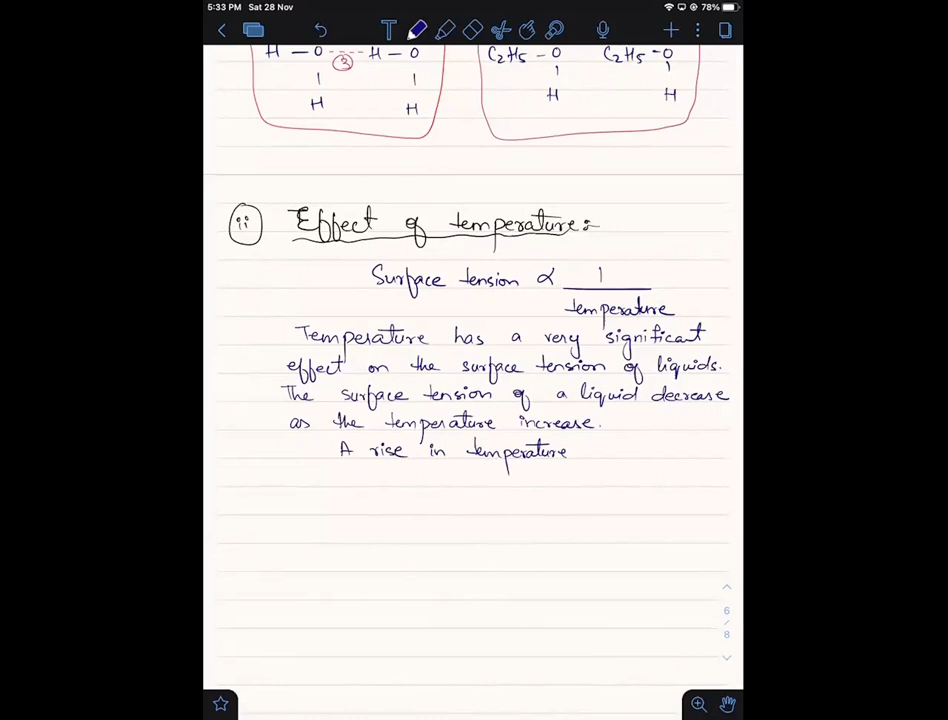 5:33 PM Sat 28 Nov 78%
H — O --- H — O C2H5 — O C2H5 — O
3
H H H H
ii Effect of temperature:
Surface tension ∝ 1
temperature
Temperature has a very significant
effect on the surface tension of liquids.
The surface tension of a liquid decrease
as the temperature increase.
A rise in temperature
6
/
8